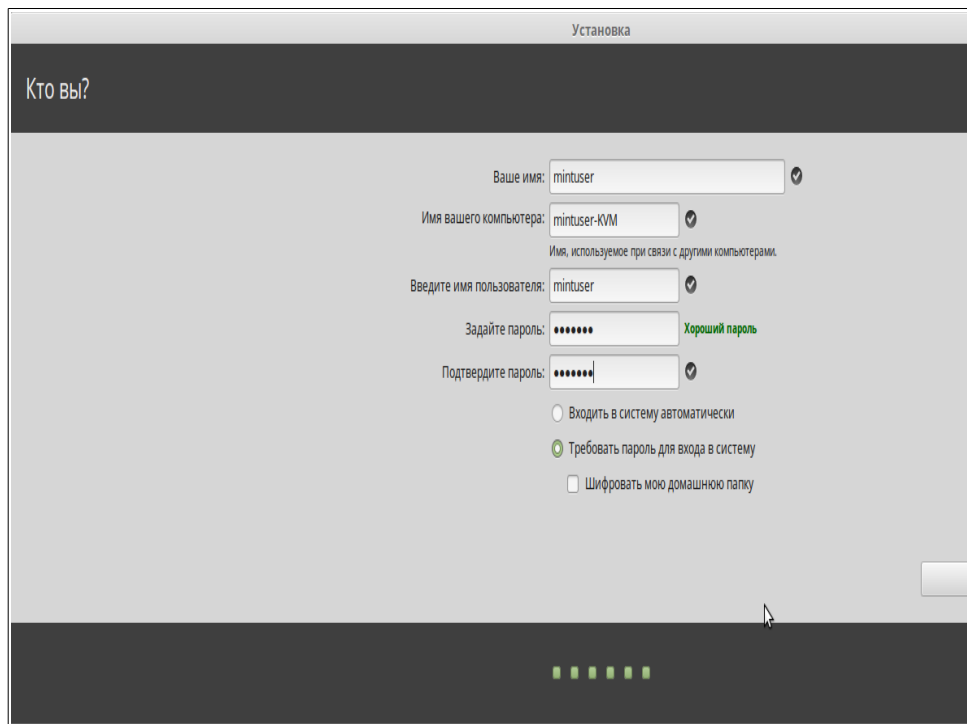 Установка
Кто вы?
Ваше имя: mintuser
Имя вашего компьютера: mintuser-KVM
Имя, используемое при связи с другими компьютерами.
Введите имя пользователя: mintuser
Задайте пароль: ●●●●●●● Хороший пароль
Подтвердите пароль: ●●●●●●●
Входить в систему автоматически
Требовать пароль для входа в систему
Шифровать мою домашнюю папку